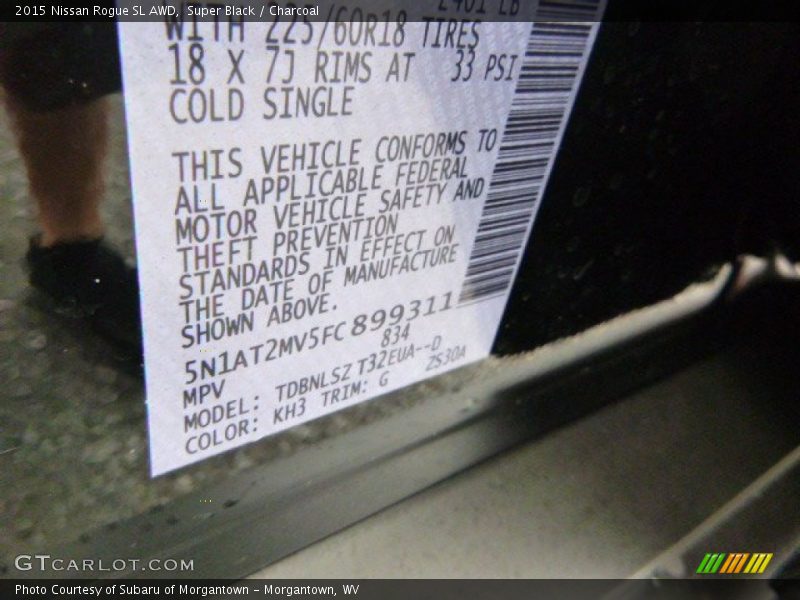 2015 Nissan Rogue SL AWD, Super Black / Charcoal
2401 LB
WITH 225/60R18 TIRES
18 X 7J RIMS AT 33 PSI
COLD SINGLE
THIS VEHICLE CONFORMS TO
ALL APPLICABLE FEDERAL
MOTOR VEHICLE SAFETY AND
THEFT PREVENTION
STANDARDS IN EFFECT ON
THE DATE OF MANUFACTURE
SHOWN ABOVE.
5N1AT2MV5FC899311
MPV 834
MODEL: TDBNLSZ T32EUA--D
COLOR: KH3 TRIM: G ZS30A
GTCARLOT.COM
Photo Courtesy of Subaru of Morgantown - Morgantown, WV